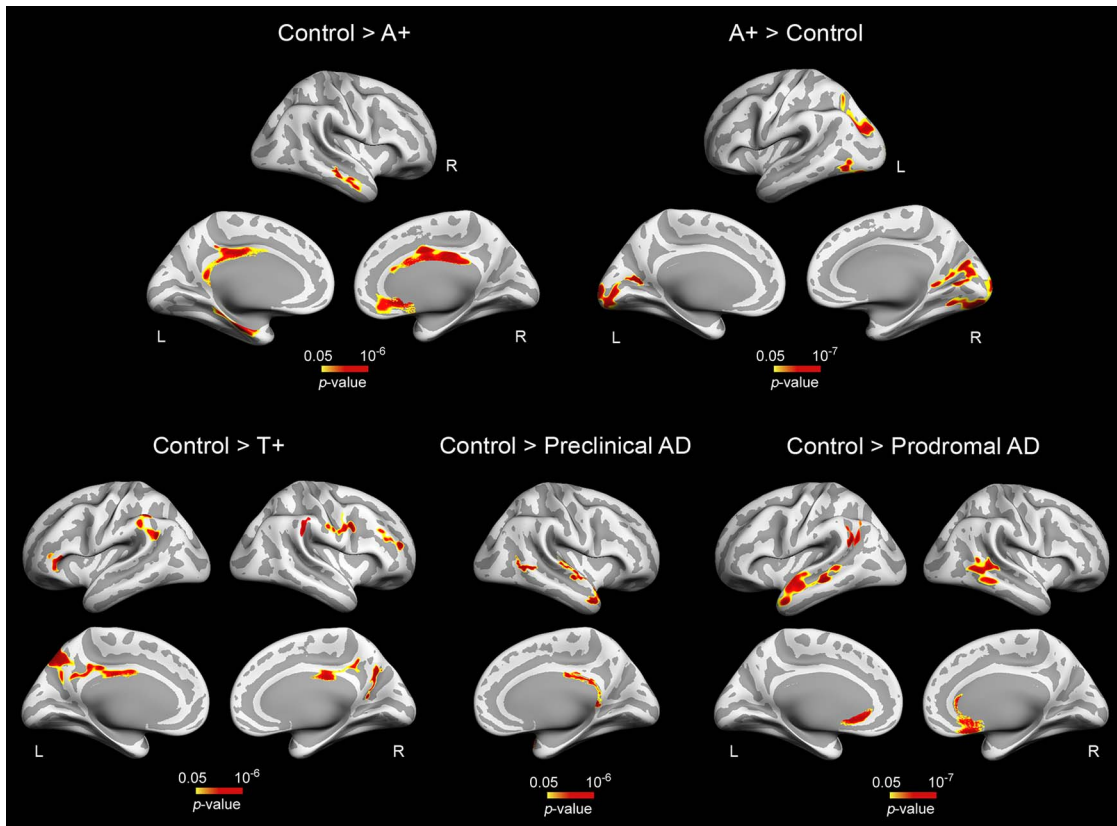 Control > A+
A+ > Control
R
L
L
R
L
R
0.05 10⁻⁶
p-value
0.05 10⁻⁷
p-value
Control > T+
Control > Preclinical AD
Control > Prodromal AD
L
R
L
R
0.05 10⁻⁶
p-value
0.05 10⁻⁶
p-value
0.05 10⁻⁷
p-value